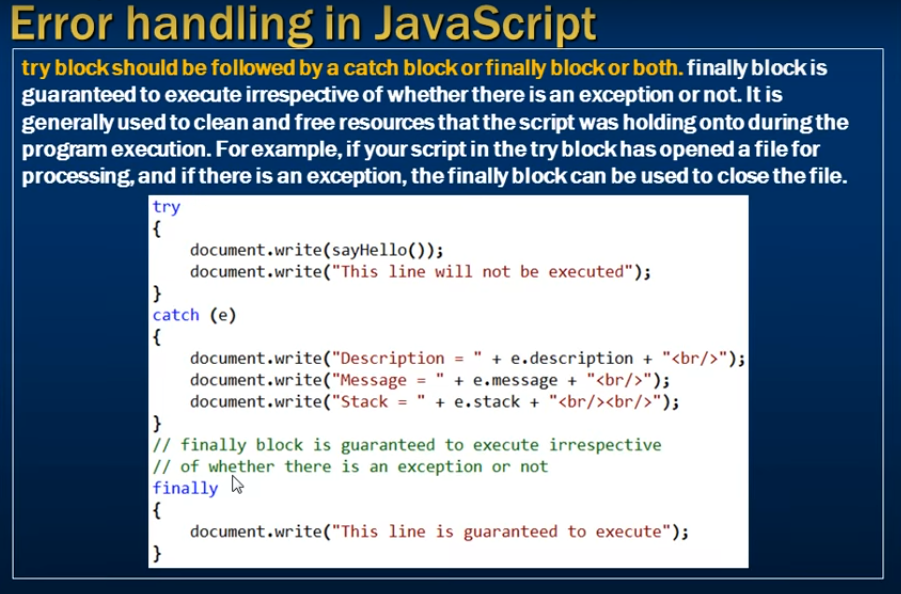 Error handling in JavaScript
try block should be followed by a catch block or finally block or both. finally block is
guaranteed to execute irrespective of whether there is an exception or not. It is
generally used to clean and free resources that the script was holding onto during the
program execution. For example, if your script in the try block has opened a file for
processing, and if there is an exception, the finally block can be used to close the file.
try
{
    document.write(sayHello());
    document.write("This line will not be executed");
}
catch (e)
{
    document.write("Description = " + e.description + "<br/>");
    document.write("Message = " + e.message + "<br/>");
    document.write("Stack = " + e.stack + "<br/><br/>");
}
// finally block is guaranteed to execute irrespective
// of whether there is an exception or not
finally
{
    document.write("This line is guaranteed to execute");
}